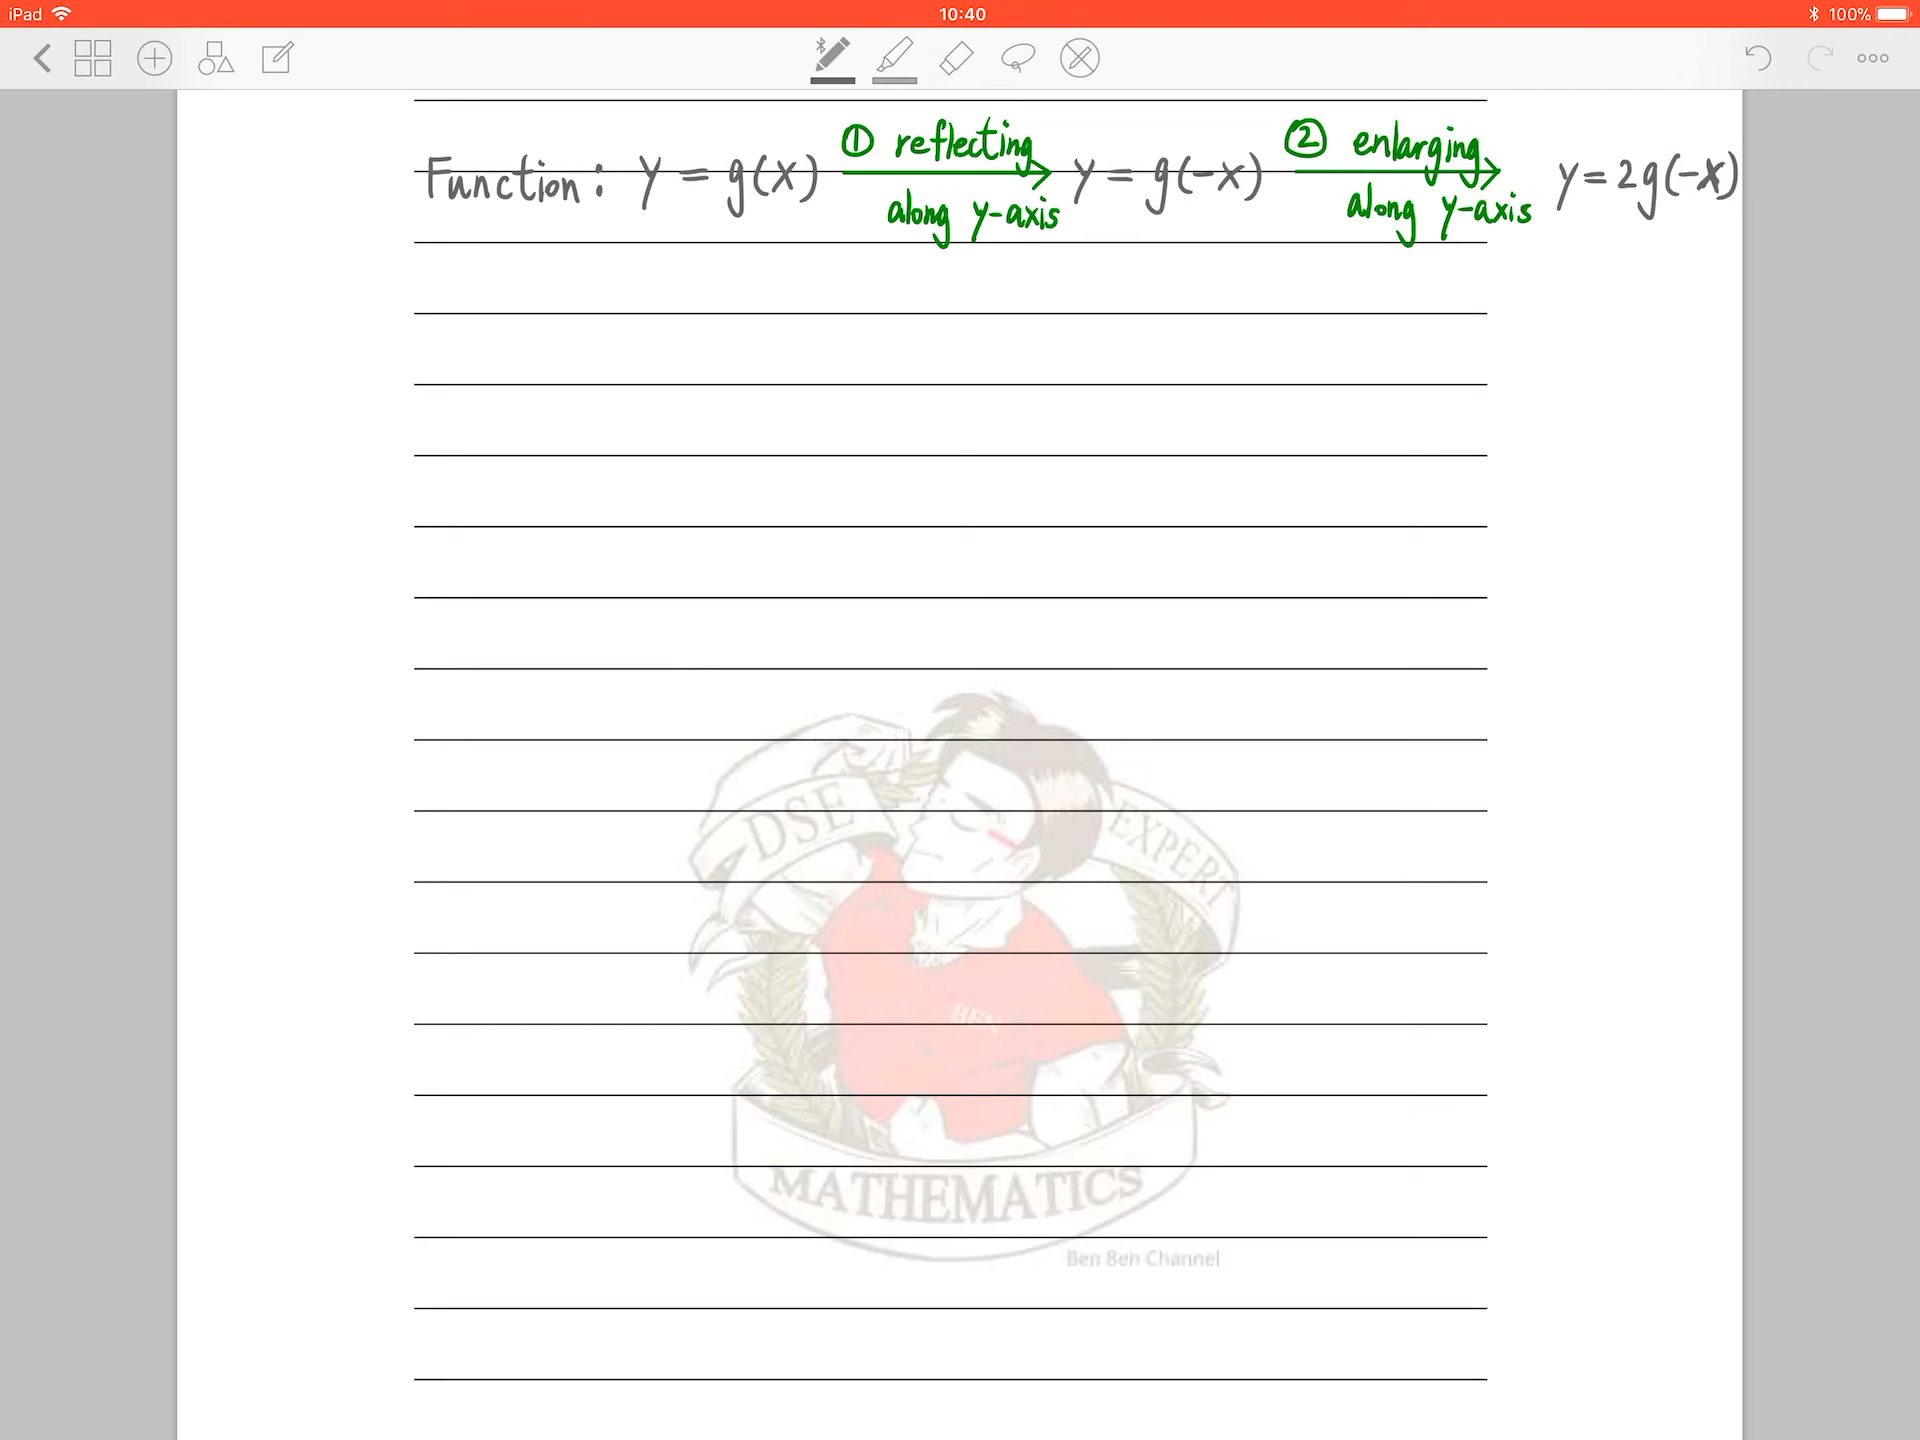 iPad 10:40 100%
① reflecting ② enlarging
Function: y = g(x) y = g(-x) y = 2g(-x)
along y-axis along y-axis
DSE EXPERT
BEN
MATHEMATICS
Ben Ben Channel